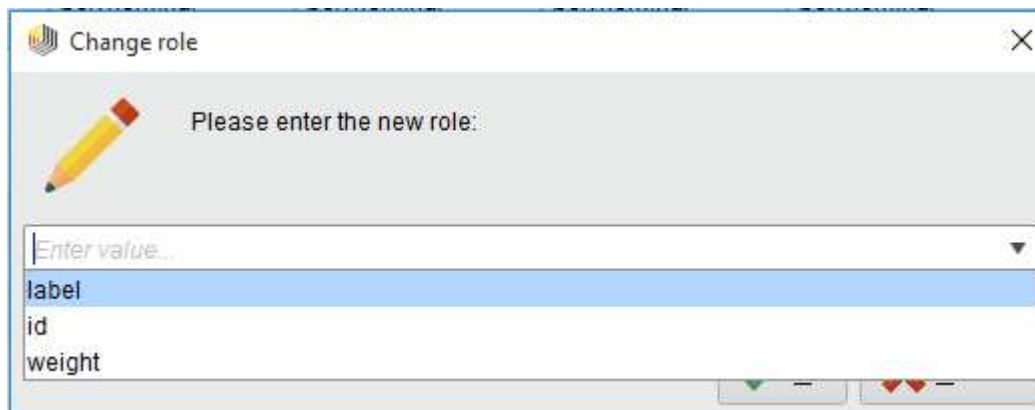 Change role
Please enter the new role:
Enter value...
label
id
weight